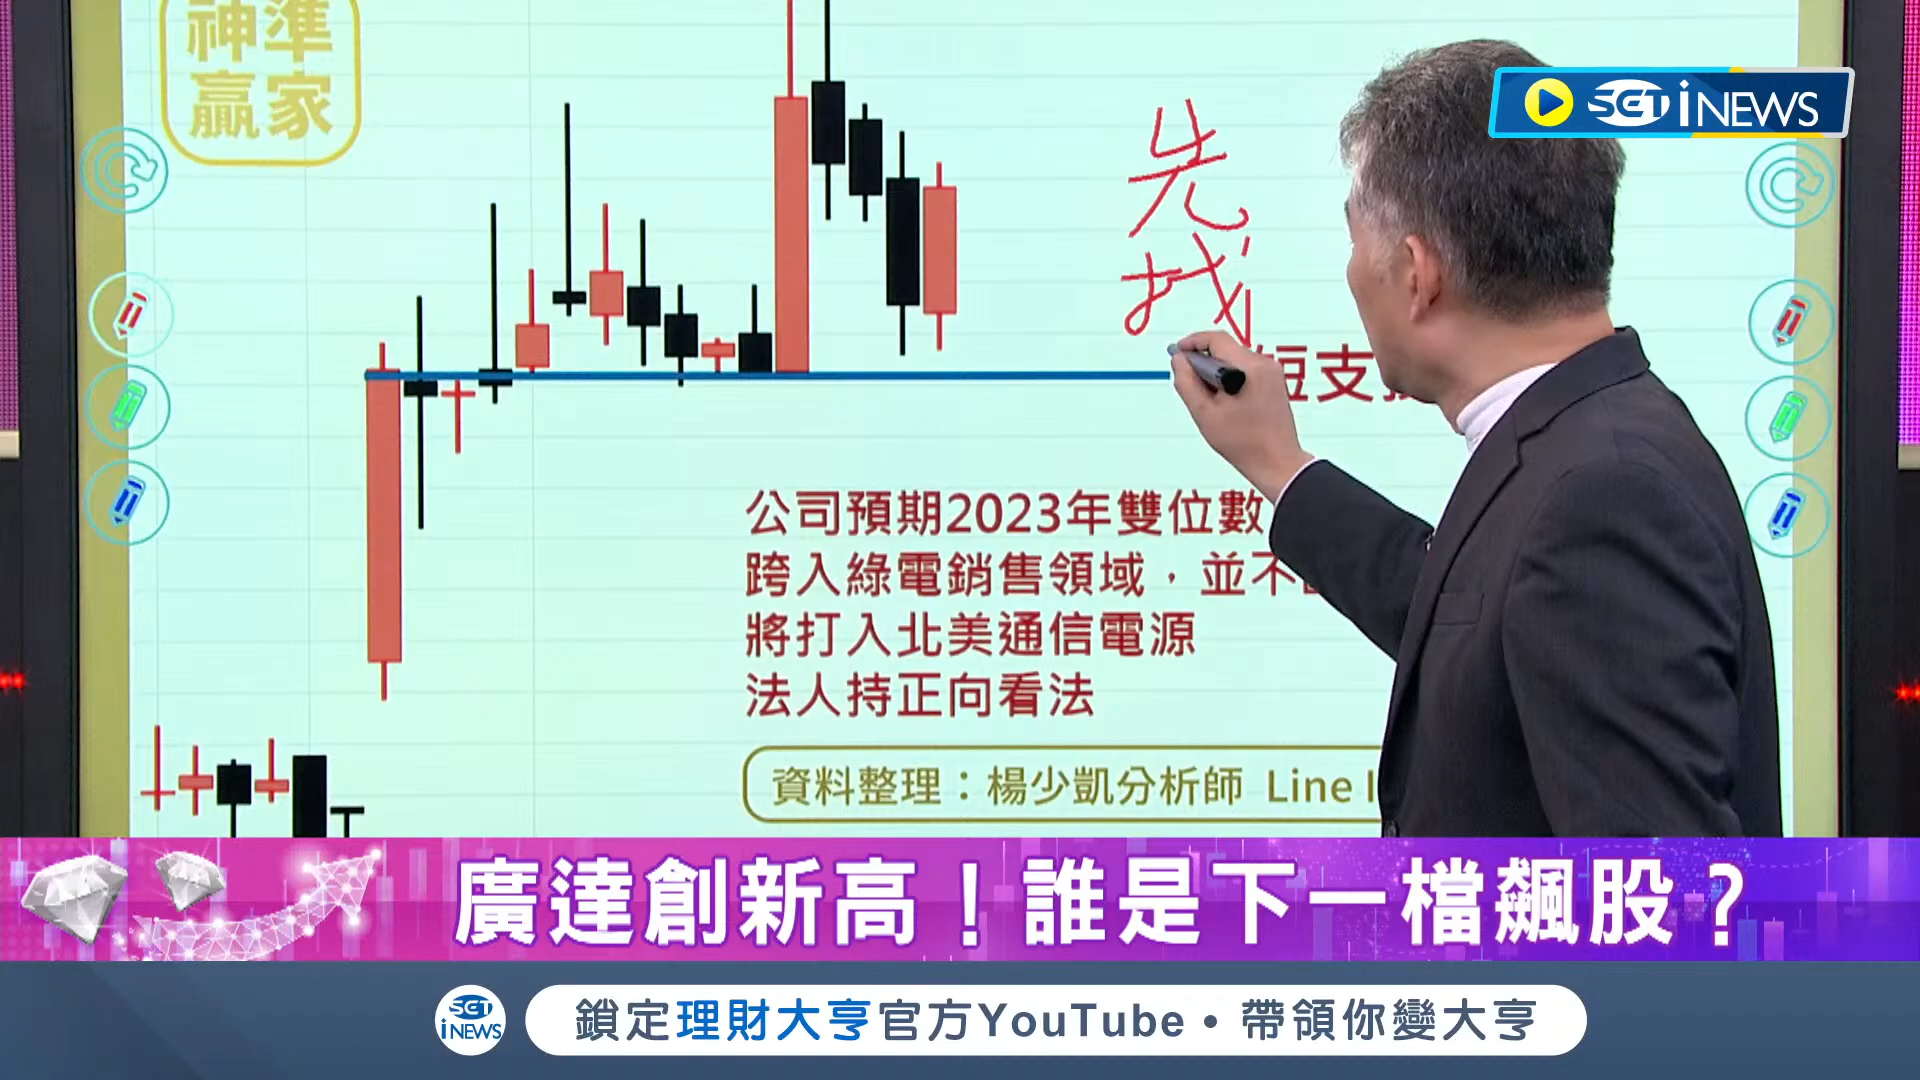 神準
贏家
SETiNEWS
先
找
短支
公司預期2023年雙位數
跨入綠電銷售領域，並不
將打入北美通信電源
法人持正向看法
資料整理：楊少凱分析師 Line I
廣達創新高！誰是下一檔飆股？
SET
iNEWS
鎖定理財大亨官方YouTube・帶領你變大亨